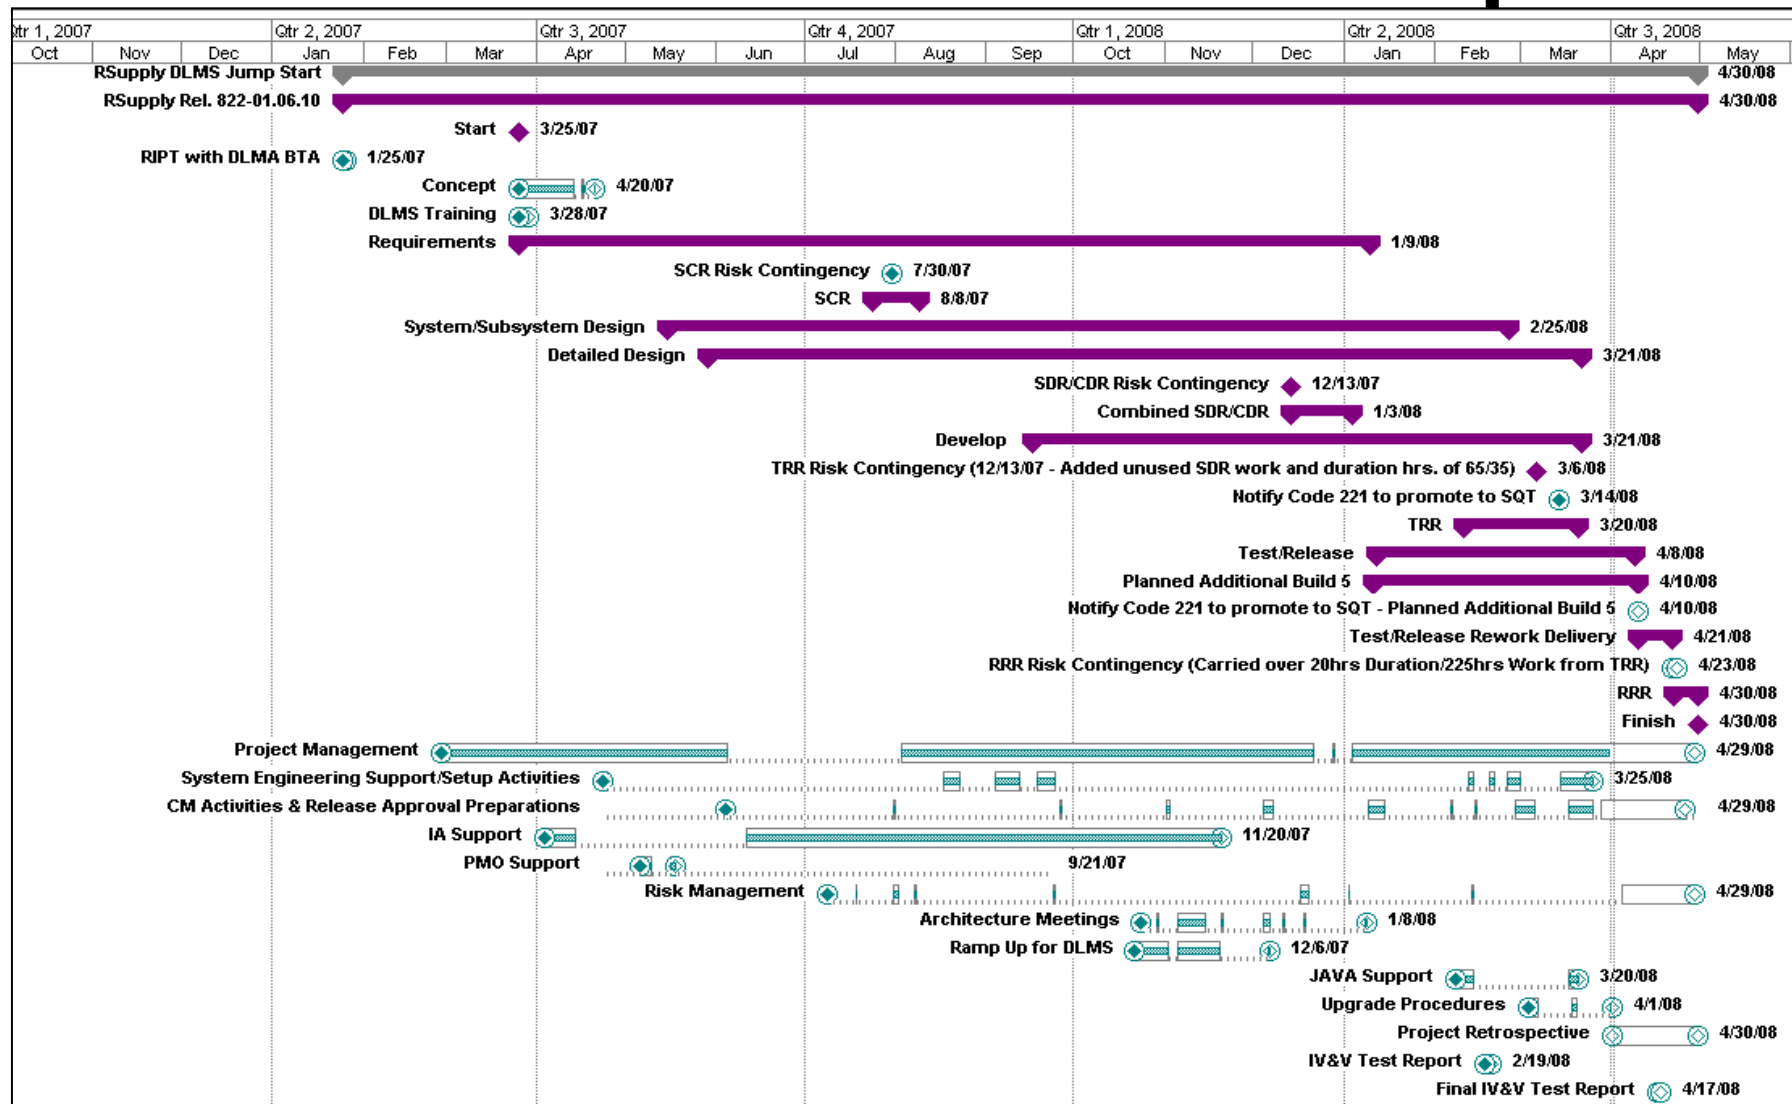 Qtr 1, 2007 Qtr 2, 2007 Qtr 3, 2007 Qtr 4, 2007 Qtr 1, 2008 Qtr 2, 2008 Qtr 3, 2008
Oct Nov Dec Jan Feb Mar Apr May Jun Jul Aug Sep Oct Nov Dec Jan Feb Mar Apr May
RSupply DLMS Jump Start 4/30/08
RSupply Rel. 822-01.06.10 4/30/08
Start 3/25/07
RIPT with DLMA BTA 1/25/07
Concept 4/20/07
DLMS Training 3/28/07
Requirements 1/9/08
SCR Risk Contingency 7/30/07
SCR 8/8/07
System/Subsystem Design 2/25/08
Detailed Design 3/21/08
SDR/CDR Risk Contingency 12/13/07
Combined SDR/CDR 1/3/08
Develop 3/21/08
TRR Risk Contingency (12/13/07 - Added unused SDR work and duration hrs. of 65/35) 3/6/08
Notify Code 221 to promote to SQT 3/14/08
TRR 3/20/08
Test/Release 4/8/08
Planned Additional Build 5 4/10/08
Notify Code 221 to promote to SQT - Planned Additional Build 5 4/10/08
Test/Release Rework Delivery 4/21/08
RRR Risk Contingency (Carried over 20hrs Duration/225hrs Work from TRR) 4/23/08
RRR 4/30/08
Finish 4/30/08
Project Management 4/29/08
System Engineering Support/Setup Activities 3/25/08
CM Activities & Release Approval Preparations 4/29/08
IA Support 11/20/07
PMO Support 9/21/07
Risk Management 4/29/08
Architecture Meetings 1/8/08
Ramp Up for DLMS 12/6/07
JAVA Support 3/20/08
Upgrade Procedures 4/1/08
Project Retrospective 4/30/08
IV&V Test Report 2/19/08
Final IV&V Test Report 4/17/08